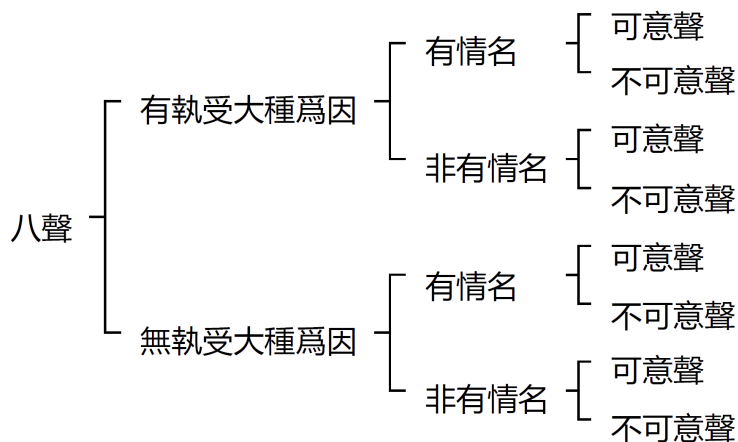 八聲
有執受大種爲因
有情名
可意聲
不可意聲
非有情名
可意聲
不可意聲
無執受大種爲因
有情名
可意聲
不可意聲
非有情名
可意聲
不可意聲